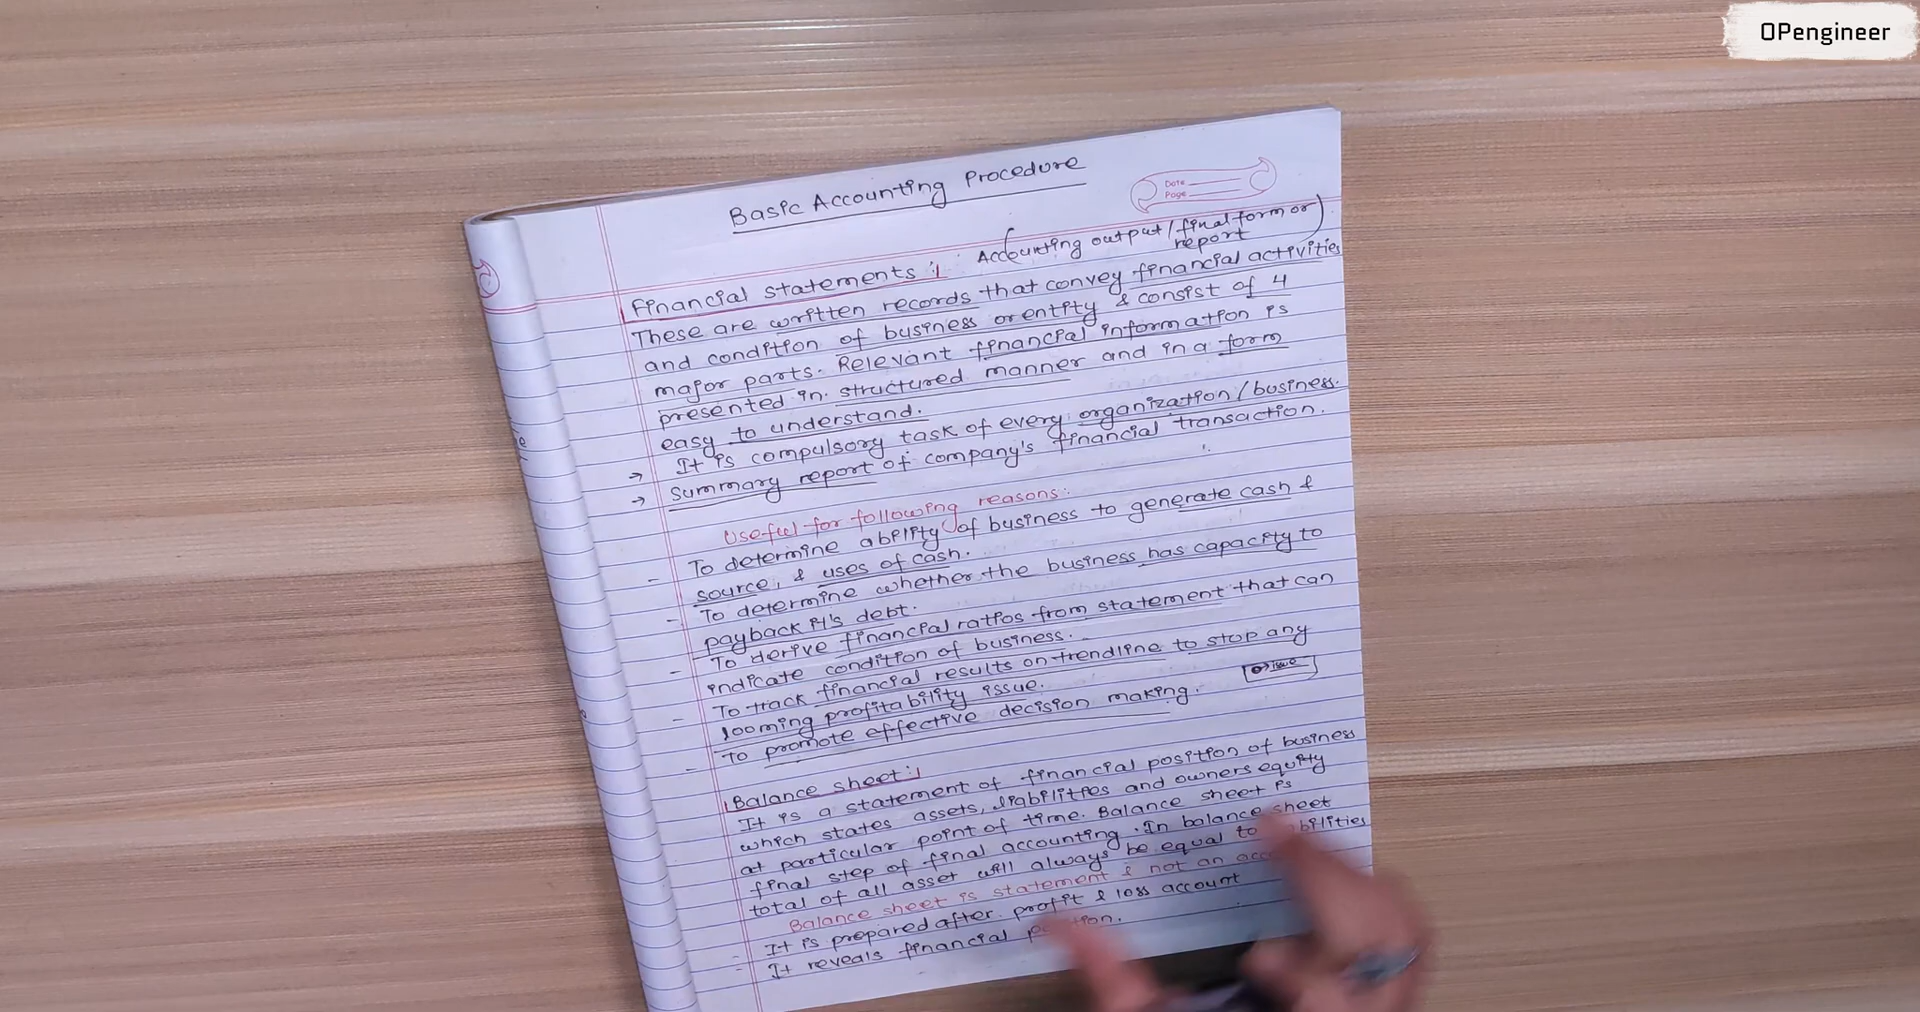 OPengineer
Basic Accounting Procedure
Date
Page
Financial statements : (Accounting output/final form or
report)
These are written records that convey financial activities
and condition of business or entity & consist of 4
major parts. Relevant financial information is
presented in structured manner and in a form
easy to understand.
→ It is compulsory task of every organization/business.
→ Summary report of company's financial transaction.
Useful for following reasons:
- To determine ability of business to generate cash &
source, & uses of cash.
- To determine whether the business has capacity to
payback it's debt.
- To derive financial ratios from statement that can
indicate condition of business.
- To track financial results on trendline to stop any
looming profitability issue.
- To promote effective decision making.
issue
Balance sheet :
It is a statement of financial position of business
which states assets, liabilities and owners equity
at particular point of time. Balance sheet is
final step of final accounting. In balance sheet
total of all asset will always be equal to
Balance sheet is statement & not an
- It is prepared after profit & loss account
- It reveals financial